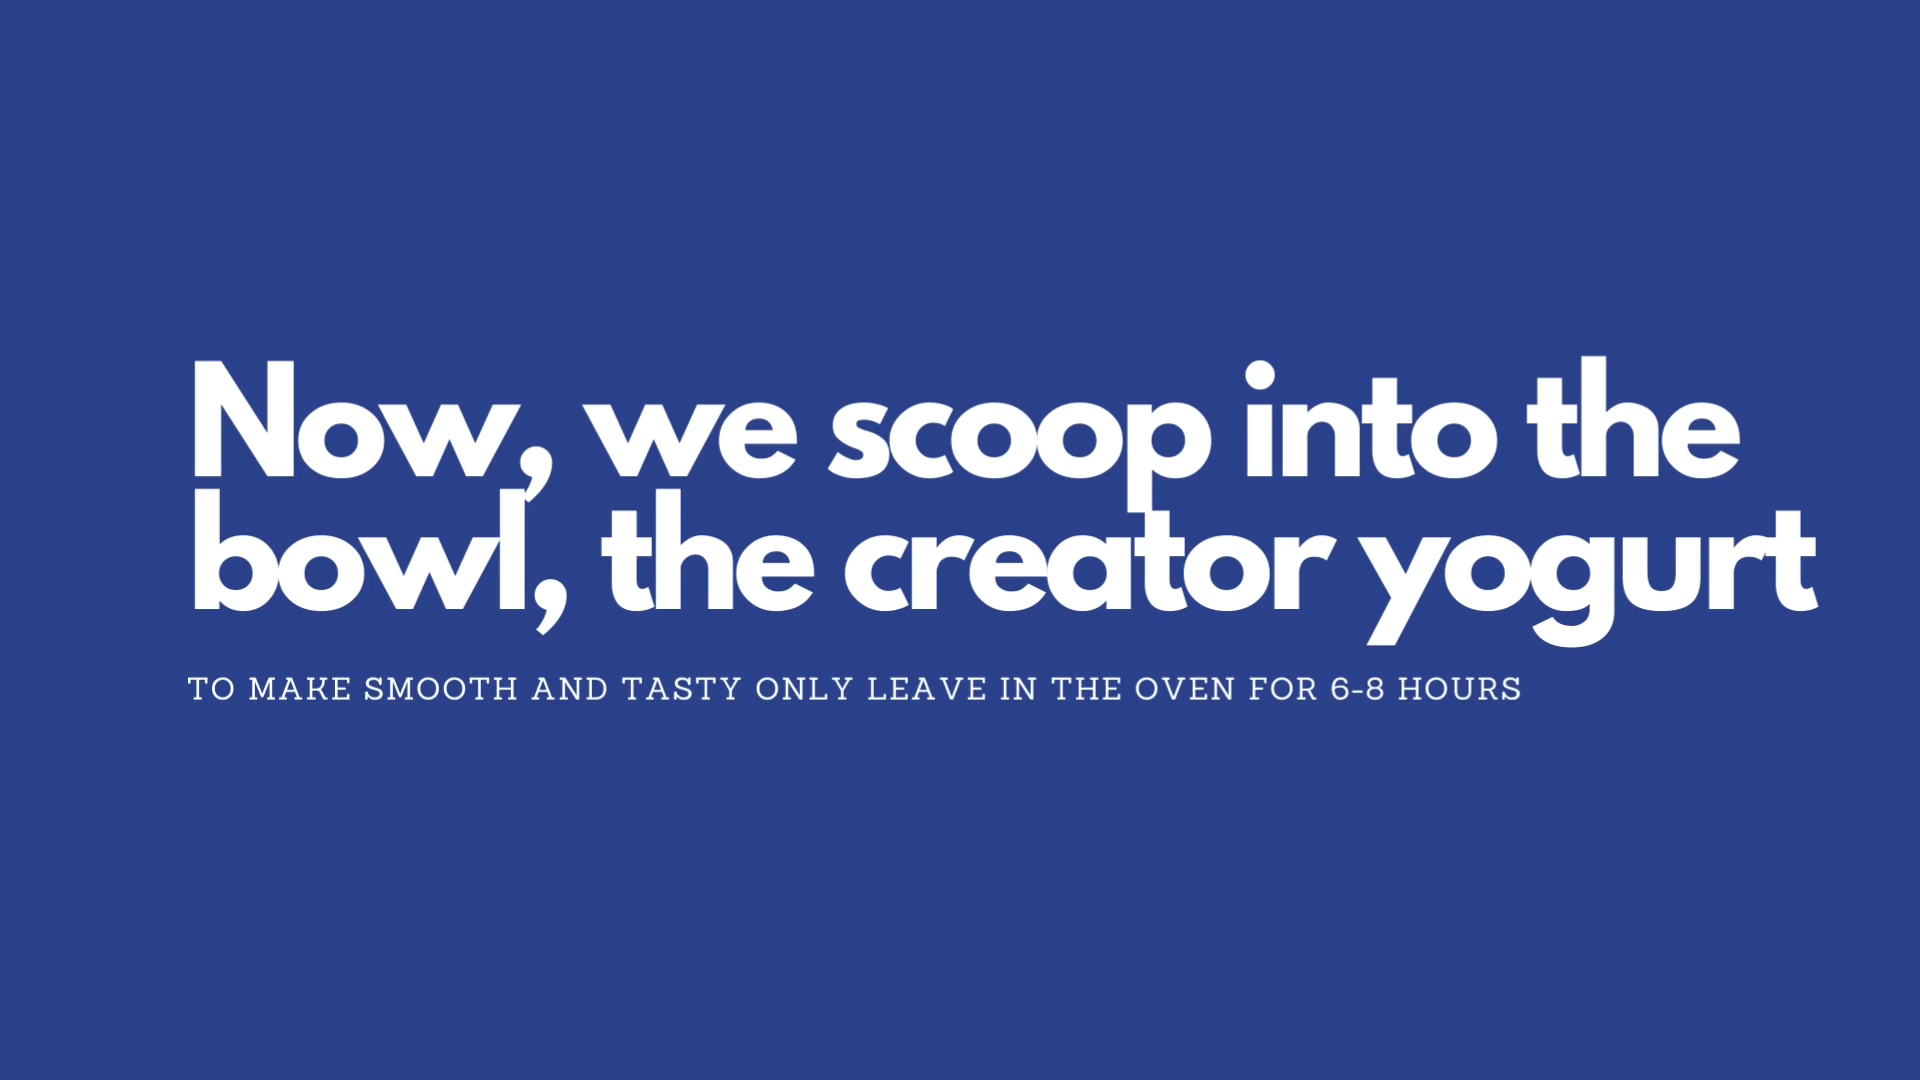 Now, we scoop into the
bowl, the creator yogurt
TO MAKE SMOOTH AND TASTY ONLY LEAVE IN THE OVEN FOR 6-8 HOURS